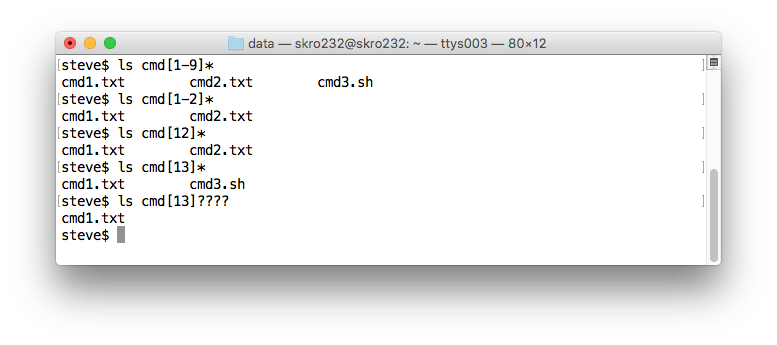 data — skro232@skro232: ~ — ttys003 — 80×12
[steve$ ls cmd[1-9]* ]
cmd1.txt cmd2.txt cmd3.sh
[steve$ ls cmd[1-2]* ]
cmd1.txt cmd2.txt
[steve$ ls cmd[12]* ]
cmd1.txt cmd2.txt
[steve$ ls cmd[13]* ]
cmd1.txt cmd3.sh
[steve$ ls cmd[13]???? ]
cmd1.txt
steve$